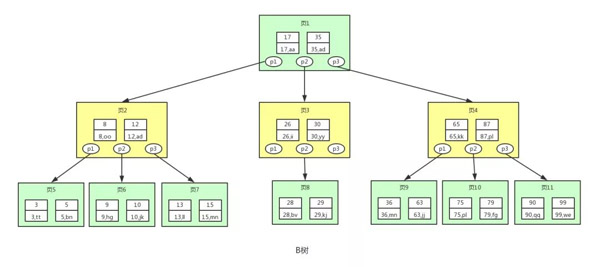 页1
17 35
17,aa 35,ad
p1 p2 p3
页2 页3 页4
8 12 26 30 65 87
8,oo 12,ad 26,ii 30,yy 65,kk 87,pl
p1 p2 p3 p1 p2 p3 p1 p2 p3
页5 页6 页7 页8 页9 页10 页11
3 5 9 10 13 15 28 29 36 63 75 79 90 99
3,tt 5,bn 9,hg 10,jk 13,ll 15,mn 28,bv 29,kj 36,mn 63,jj 75,pl 79,fg 90,qq 99,we
B树